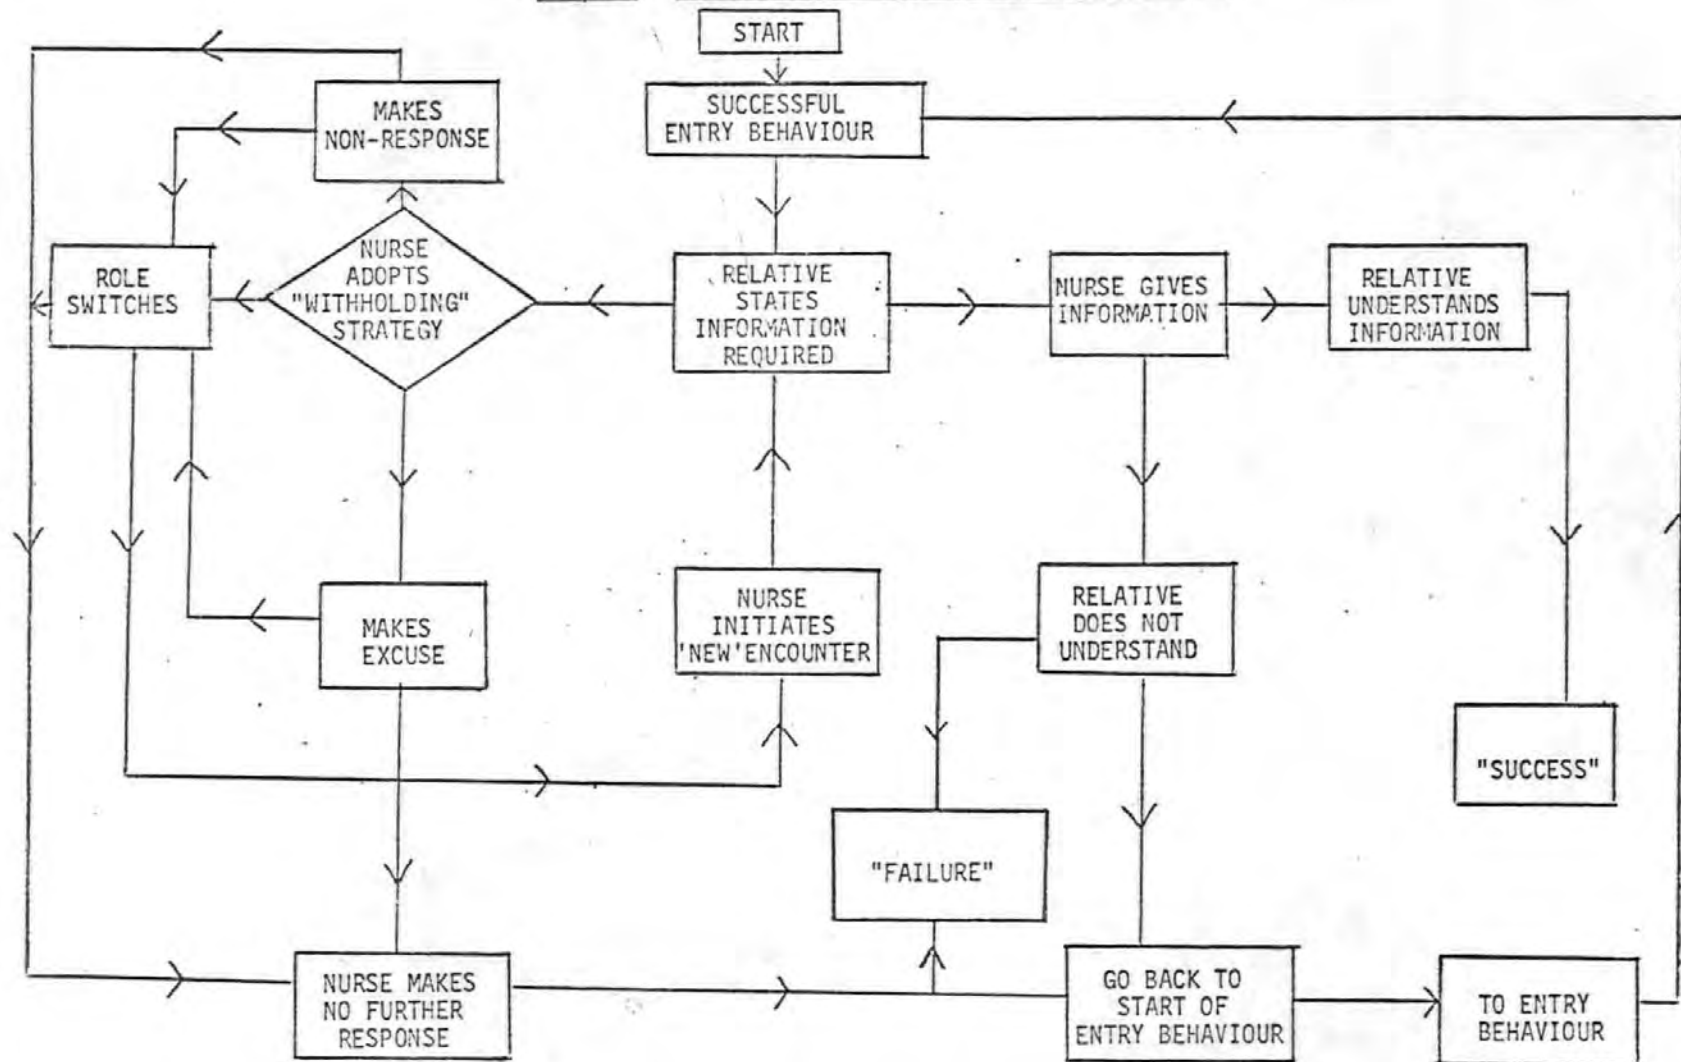 START
MAKES
NON-RESPONSE
SUCCESSFUL
ENTRY BEHAVIOUR
ROLE
SWITCHES
NURSE
ADOPTS
"WITHHOLDING"
STRATEGY
RELATIVE
STATES
INFORMATION
REQUIRED
NURSE GIVES
INFORMATION
RELATIVE
UNDERSTANDS
INFORMATION
MAKES
EXCUSE
NURSE
INITIATES
'NEW'ENCOUNTER
RELATIVE
DOES NOT
UNDERSTAND
"SUCCESS"
"FAILURE"
NURSE MAKES
NO FURTHER
RESPONSE
GO BACK TO
START OF
ENTRY BEHAVIOUR
TO ENTRY
BEHAVIOUR